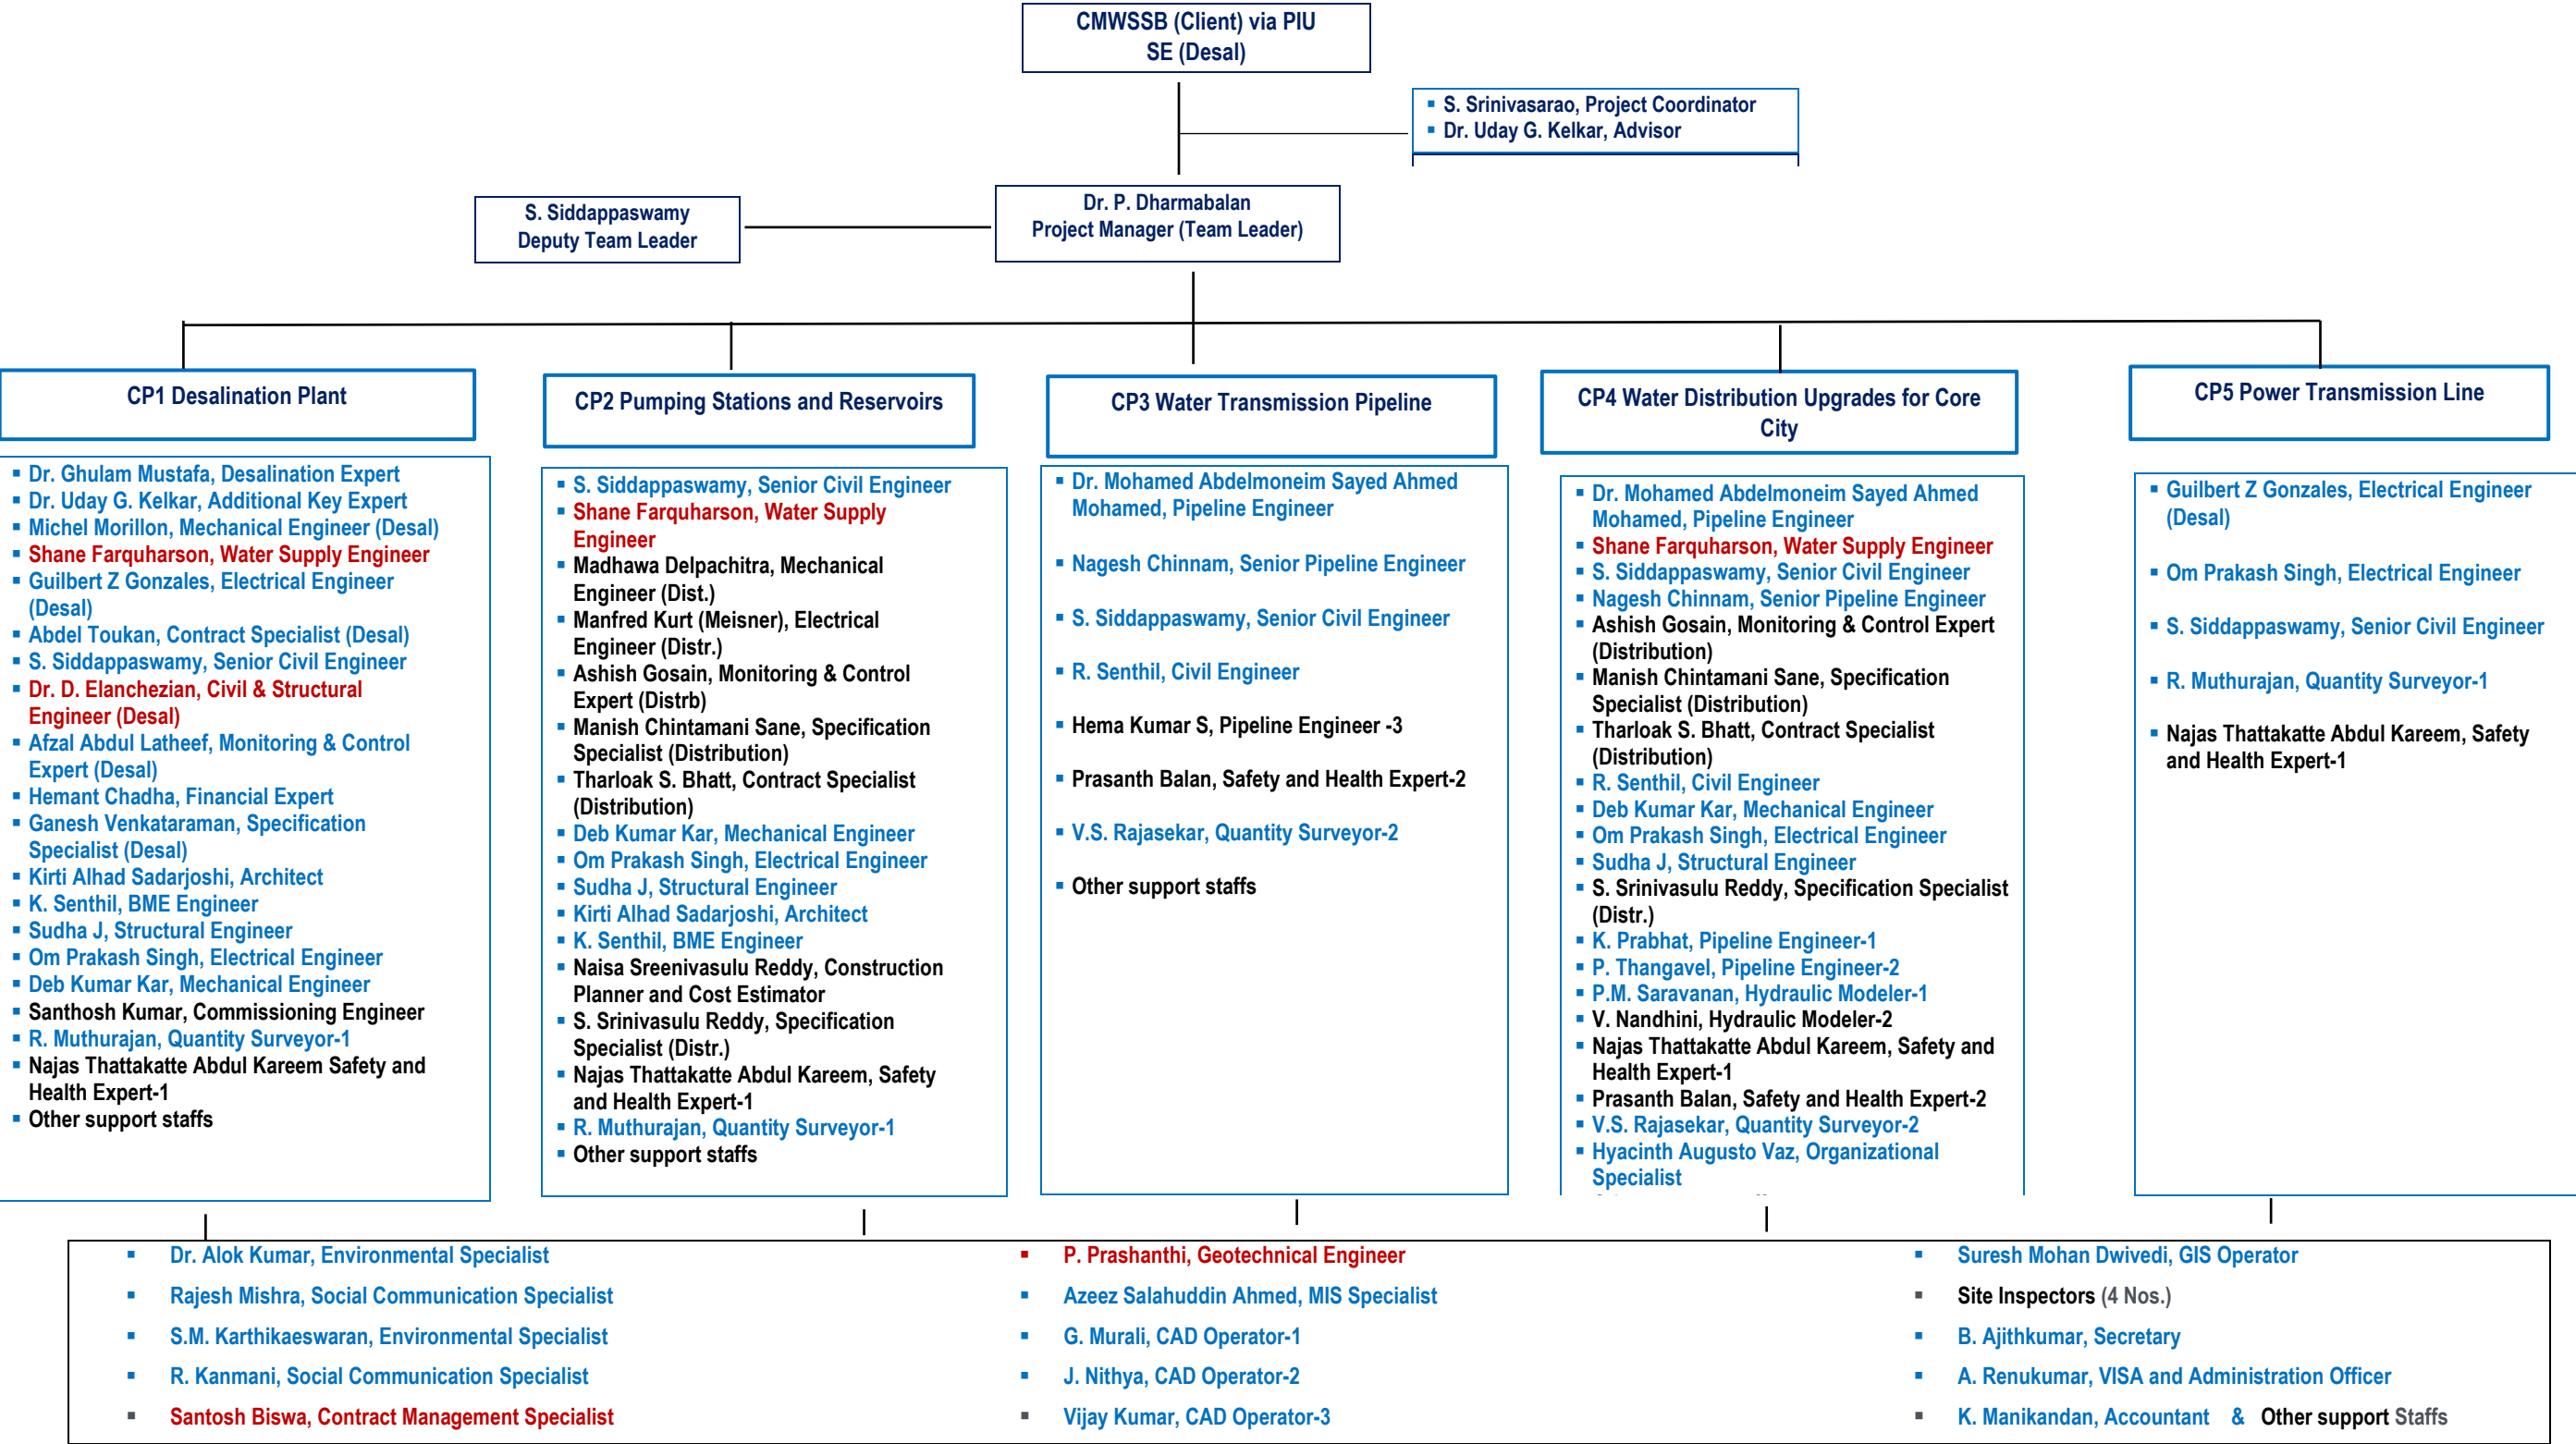 CMWSSB (Client) via PIU
SE (Desal)
▪ S. Srinivasarao, Project Coordinator
▪ Dr. Uday G. Kelkar, Advisor
S. Siddappaswamy
Deputy Team Leader
Dr. P. Dharmabalan
Project Manager (Team Leader)
CP1 Desalination Plant
▪ Dr. Ghulam Mustafa, Desalination Expert
▪ Dr. Uday G. Kelkar, Additional Key Expert
▪ Michel Morillon, Mechanical Engineer (Desal)
▪ Shane Farquharson, Water Supply Engineer
▪ Guilbert Z Gonzales, Electrical Engineer
(Desal)
▪ Abdel Toukan, Contract Specialist (Desal)
▪ S. Siddappaswamy, Senior Civil Engineer
▪ Dr. D. Elanchezian, Civil & Structural
Engineer (Desal)
▪ Afzal Abdul Latheef, Monitoring & Control
Expert (Desal)
▪ Hemant Chadha, Financial Expert
▪ Ganesh Venkataraman, Specification
Specialist (Desal)
▪ Kirti Alhad Sadarjoshi, Architect
▪ K. Senthil, BME Engineer
▪ Sudha J, Structural Engineer
▪ Om Prakash Singh, Electrical Engineer
▪ Deb Kumar Kar, Mechanical Engineer
▪ Santhosh Kumar, Commissioning Engineer
▪ R. Muthurajan, Quantity Surveyor-1
▪ Najas Thattakatte Abdul Kareem Safety and
Health Expert-1
▪ Other support staffs
CP2 Pumping Stations and Reservoirs
▪ S. Siddappaswamy, Senior Civil Engineer
▪ Shane Farquharson, Water Supply
Engineer
▪ Madhawa Delpachitra, Mechanical
Engineer (Dist.)
▪ Manfred Kurt (Meisner), Electrical
Engineer (Distr.)
▪ Ashish Gosain, Monitoring & Control
Expert (Distrb)
▪ Manish Chintamani Sane, Specification
Specialist (Distribution)
▪ Tharloak S. Bhatt, Contract Specialist
(Distribution)
▪ Deb Kumar Kar, Mechanical Engineer
▪ Om Prakash Singh, Electrical Engineer
▪ Sudha J, Structural Engineer
▪ Kirti Alhad Sadarjoshi, Architect
▪ K. Senthil, BME Engineer
▪ Naisa Sreenivasulu Reddy, Construction
Planner and Cost Estimator
▪ S. Srinivasulu Reddy, Specification
Specialist (Distr.)
▪ Najas Thattakatte Abdul Kareem, Safety
and Health Expert-1
▪ R. Muthurajan, Quantity Surveyor-1
▪ Other support staffs
CP3 Water Transmission Pipeline
▪ Dr. Mohamed Abdelmoneim Sayed Ahmed
Mohamed, Pipeline Engineer
▪ Nagesh Chinnam, Senior Pipeline Engineer
▪ S. Siddappaswamy, Senior Civil Engineer
▪ R. Senthil, Civil Engineer
▪ Hema Kumar S, Pipeline Engineer -3
▪ Prasanth Balan, Safety and Health Expert-2
▪ V.S. Rajasekar, Quantity Surveyor-2
▪ Other support staffs
CP4 Water Distribution Upgrades for Core
City
▪ Dr. Mohamed Abdelmoneim Sayed Ahmed
Mohamed, Pipeline Engineer
▪ Shane Farquharson, Water Supply Engineer
▪ S. Siddappaswamy, Senior Civil Engineer
▪ Nagesh Chinnam, Senior Pipeline Engineer
▪ Ashish Gosain, Monitoring & Control Expert
(Distribution)
▪ Manish Chintamani Sane, Specification
Specialist (Distribution)
▪ Tharloak S. Bhatt, Contract Specialist
(Distribution)
▪ R. Senthil, Civil Engineer
▪ Deb Kumar Kar, Mechanical Engineer
▪ Om Prakash Singh, Electrical Engineer
▪ Sudha J, Structural Engineer
▪ S. Srinivasulu Reddy, Specification Specialist
(Distr.)
▪ K. Prabhat, Pipeline Engineer-1
▪ P. Thangavel, Pipeline Engineer-2
▪ P.M. Saravanan, Hydraulic Modeler-1
▪ V. Nandhini, Hydraulic Modeler-2
▪ Najas Thattakatte Abdul Kareem, Safety and
Health Expert-1
▪ Prasanth Balan, Safety and Health Expert-2
▪ V.S. Rajasekar, Quantity Surveyor-2
▪ Hyacinth Augusto Vaz, Organizational
Specialist
CP5 Power Transmission Line
▪ Guilbert Z Gonzales, Electrical Engineer
(Desal)
▪ Om Prakash Singh, Electrical Engineer
▪ S. Siddappaswamy, Senior Civil Engineer
▪ R. Muthurajan, Quantity Surveyor-1
▪ Najas Thattakatte Abdul Kareem, Safety
and Health Expert-1
▪ Dr. Alok Kumar, Environmental Specialist
▪ Rajesh Mishra, Social Communication Specialist
▪ S.M. Karthikaeswaran, Environmental Specialist
▪ R. Kanmani, Social Communication Specialist
▪ Santosh Biswa, Contract Management Specialist
▪ P. Prashanthi, Geotechnical Engineer
▪ Azeez Salahuddin Ahmed, MIS Specialist
▪ G. Murali, CAD Operator-1
▪ J. Nithya, CAD Operator-2
▪ Vijay Kumar, CAD Operator-3
▪ Suresh Mohan Dwivedi, GIS Operator
▪ Site Inspectors (4 Nos.)
▪ B. Ajithkumar, Secretary
▪ A. Renukumar, VISA and Administration Officer
▪ K. Manikandan, Accountant & Other support Staffs